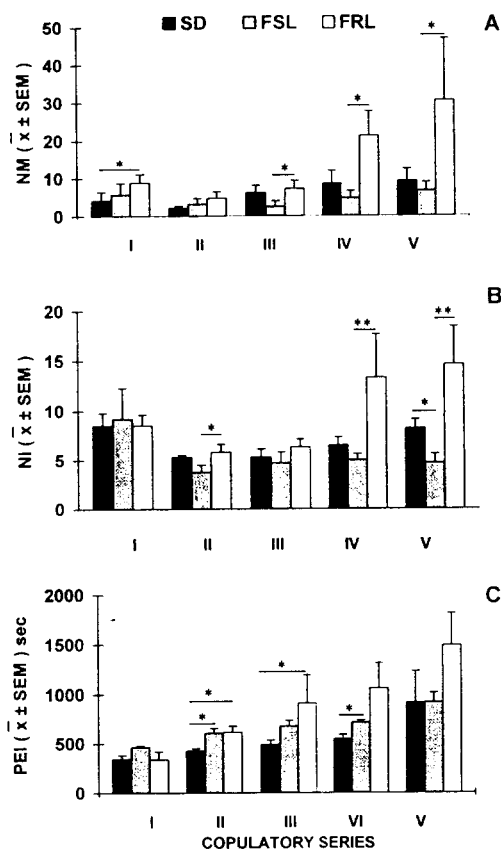 SD FSL FRL
A
NM ( x̄ ± SEM )
50
40
30
20
10
0
* * * *
I II III IV V
B
NI ( x̄ ± SEM )
20
15
10
5
0
* ** * **
I II III IV V
C
PEI ( x̄ ± SEM ) sec
2000
1500
1000
500
0
* * * *
I II III VI V
COPULATORY SERIES